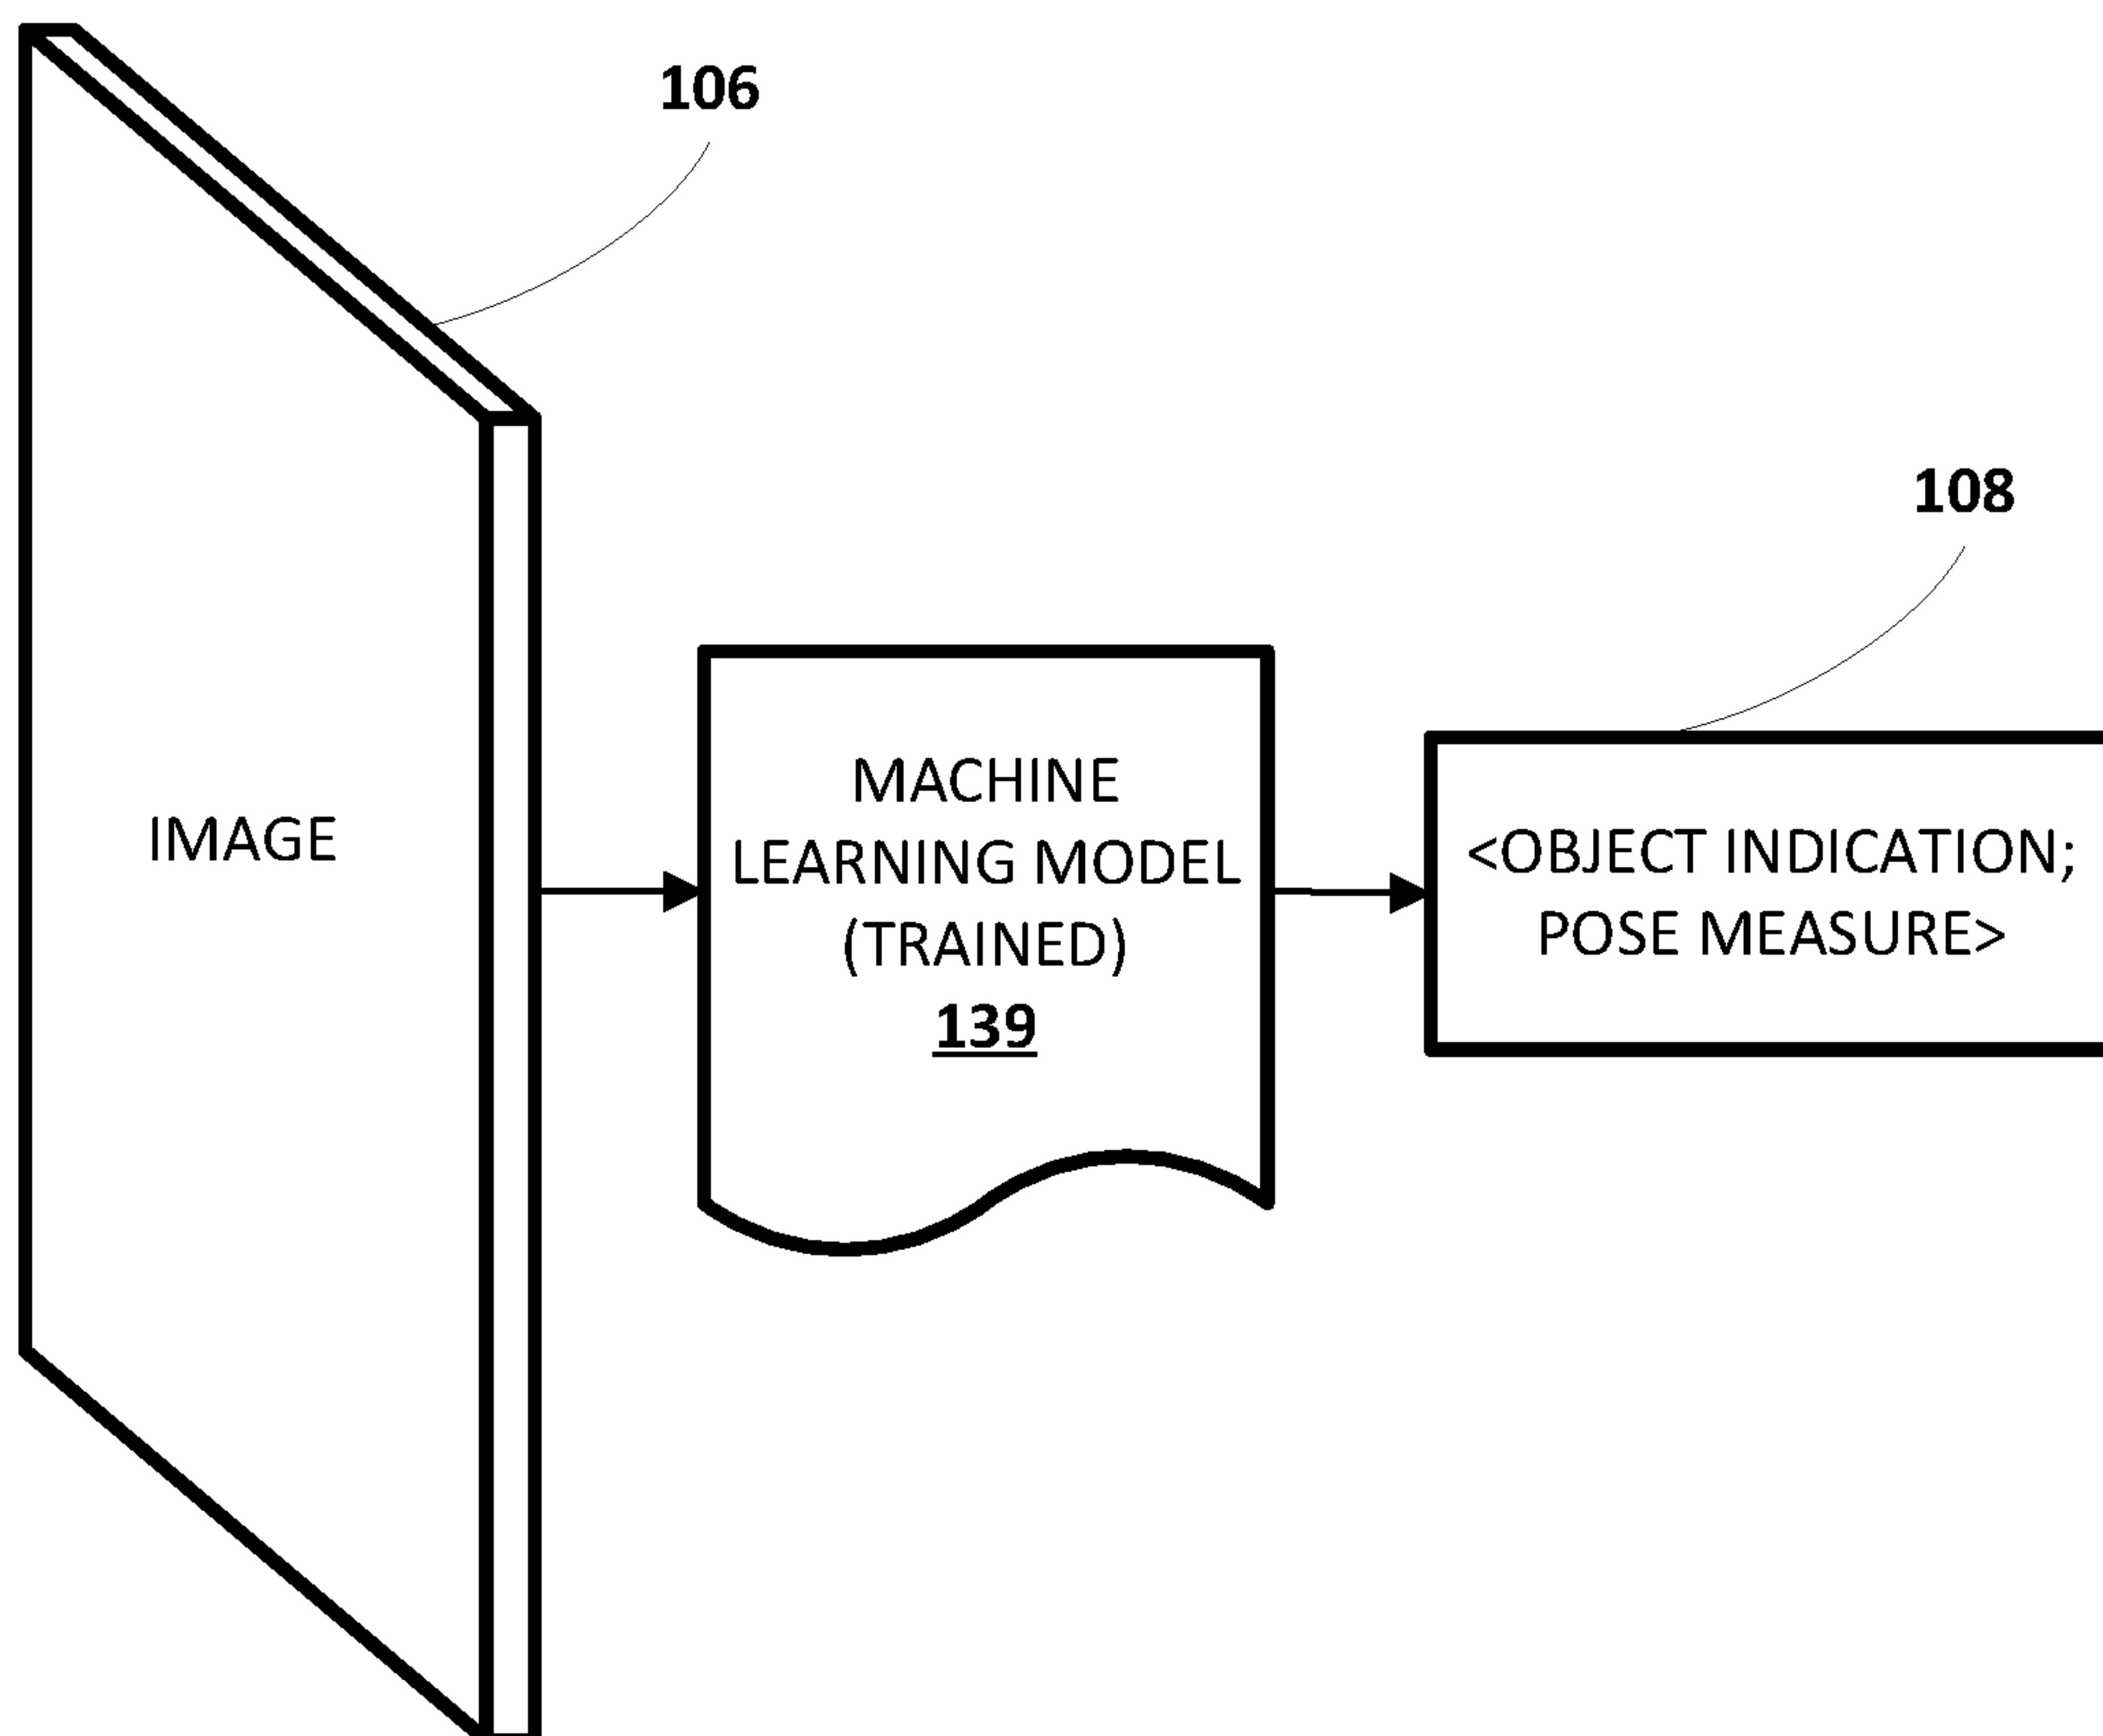 106
108
IMAGE
MACHINE
LEARNING MODEL
(TRAINED)
139
<OBJECT INDICATION;
POSE MEASURE>